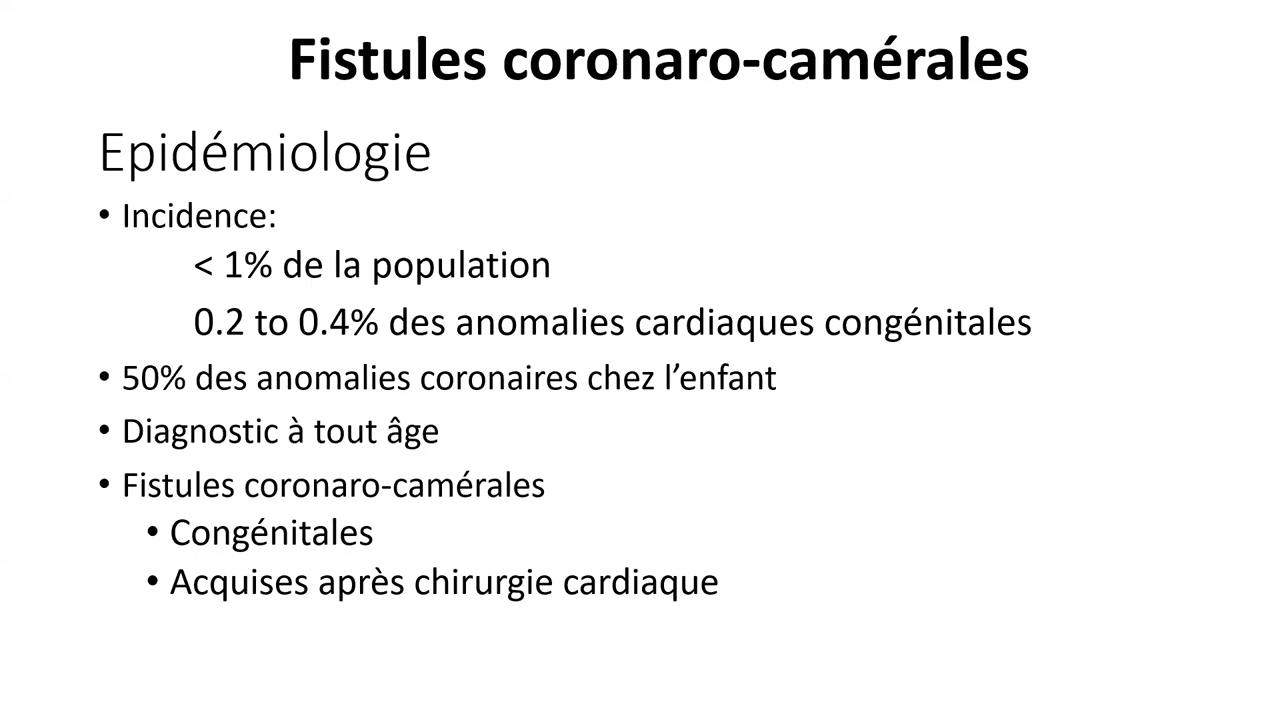 Fistules coronaro-camérales
Epidémiologie
• Incidence:
< 1% de la population
0.2 to 0.4% des anomalies cardiaques congénitales
• 50% des anomalies coronaires chez l’enfant
• Diagnostic à tout âge
• Fistules coronaro-camérales
• Congénitales
• Acquises après chirurgie cardiaque